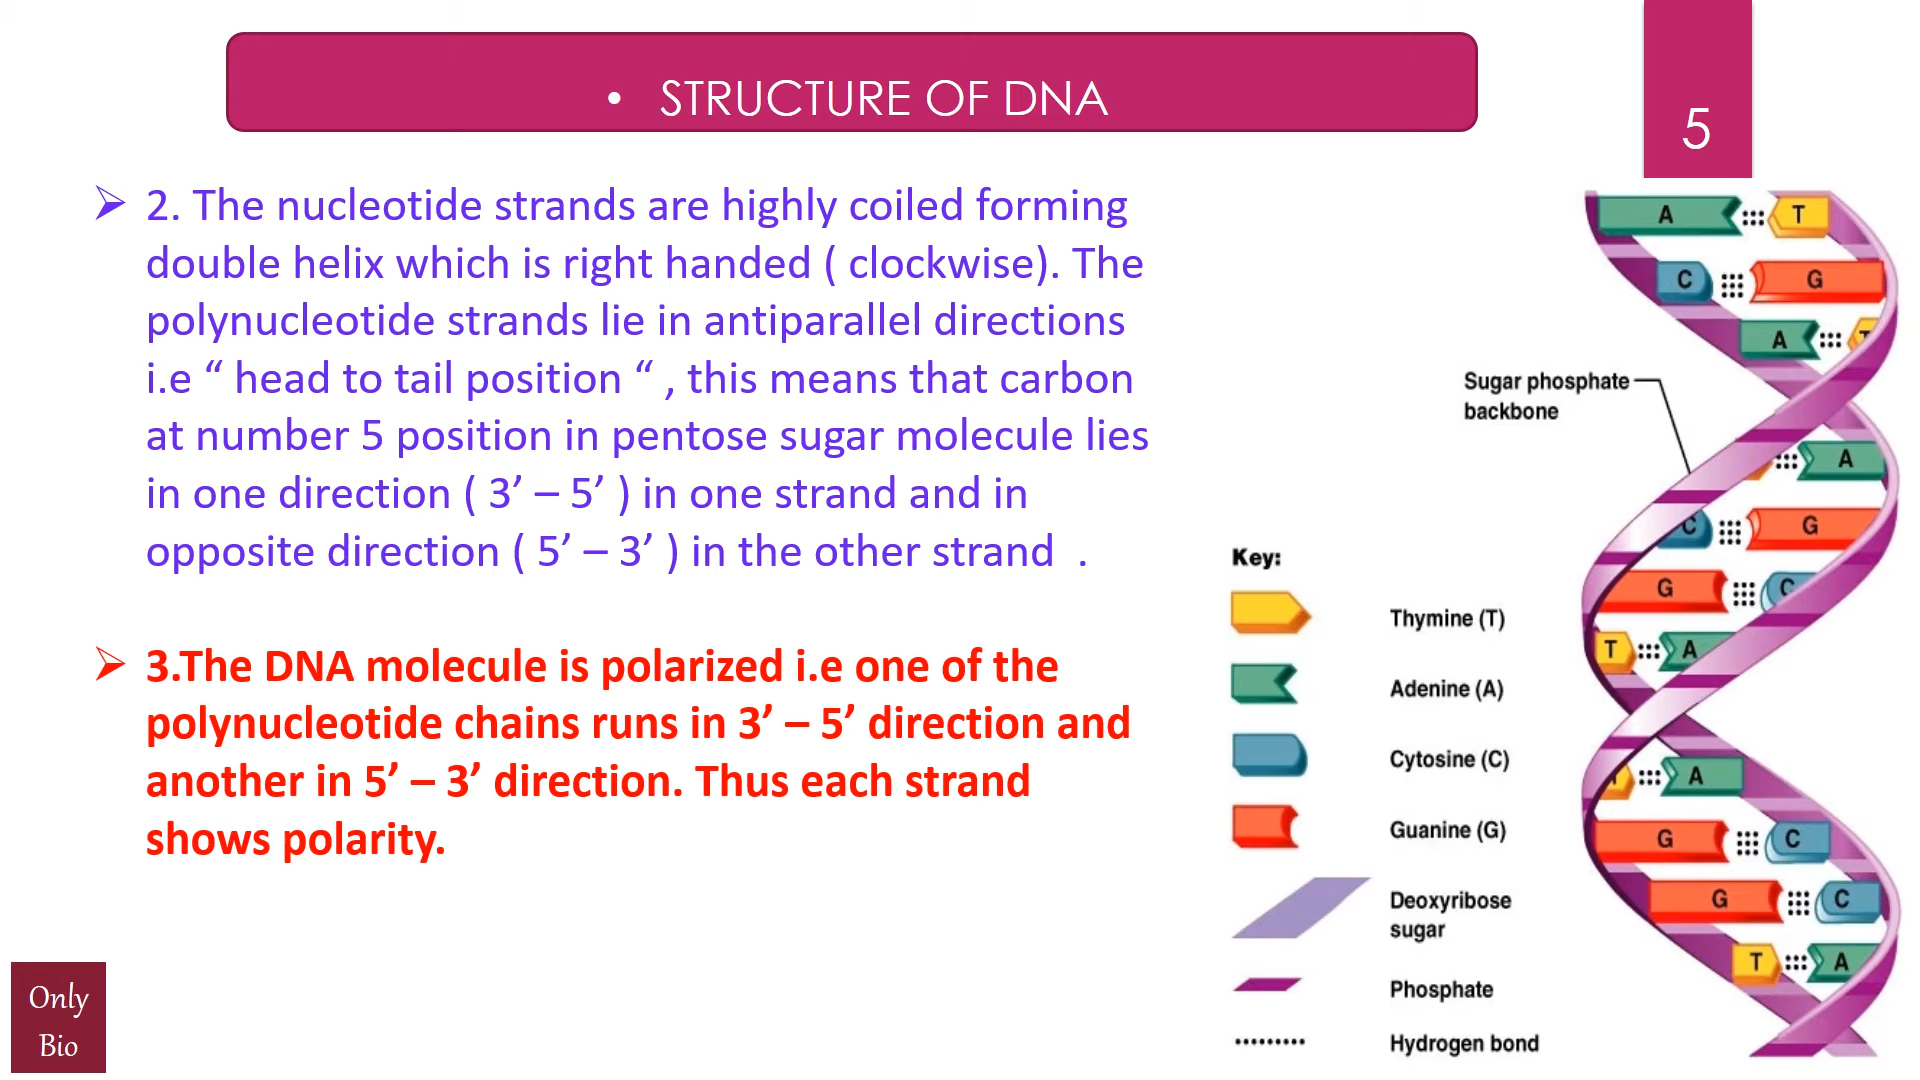 • STRUCTURE OF DNA
5
➢ 2. The nucleotide strands are highly coiled forming
double helix which is right handed ( clockwise). The
polynucleotide strands lie in antiparallel directions
i.e “ head to tail position “ , this means that carbon
at number 5 position in pentose sugar molecule lies
in one direction ( 3’ – 5’ ) in one strand and in
opposite direction ( 5’ – 3’ ) in the other strand .
➢ 3.The DNA molecule is polarized i.e one of the
polynucleotide chains runs in 3’ – 5’ direction and
another in 5’ – 3’ direction. Thus each strand
shows polarity.
Only
Bio
Key:
Thymine (T)
Adenine (A)
Cytosine (C)
Guanine (G)
Deoxyribose
sugar
Phosphate
Hydrogen bond
Sugar phosphate
backbone
A T
C G
A T
A
C G
G C
T A
T A
G C
G C
T A